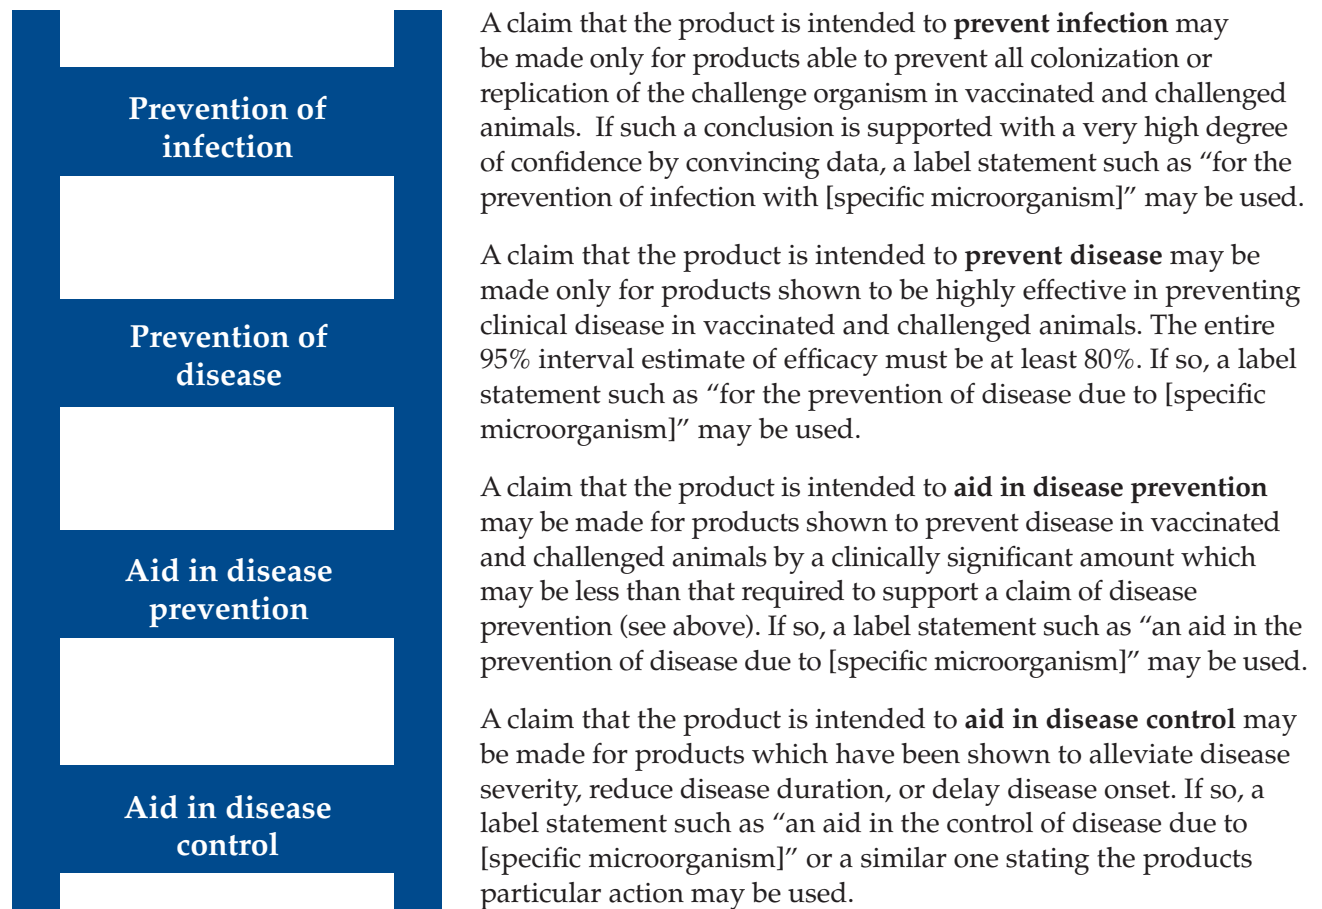 Prevention of
infection
Prevention of
disease
Aid in disease
prevention
Aid in disease
control
A claim that the product is intended to prevent infection may
be made only for products able to prevent all colonization or
replication of the challenge organism in vaccinated and challenged
animals.  If such a conclusion is supported with a very high degree
of confidence by convincing data, a label statement such as “for the
prevention of infection with [specific microorganism]” may be used.
A claim that the product is intended to prevent disease may be
made only for products shown to be highly effective in preventing
clinical disease in vaccinated and challenged animals. The entire
95% interval estimate of efficacy must be at least 80%. If so, a label
statement such as “for the prevention of disease due to [specific
microorganism]” may be used.
A claim that the product is intended to aid in disease prevention
may be made for products shown to prevent disease in vaccinated
and challenged animals by a clinically significant amount which
may be less than that required to support a claim of disease
prevention (see above). If so, a label statement such as “an aid in the
prevention of disease due to [specific microorganism]” may be used.
A claim that the product is intended to aid in disease control may
be made for products which have been shown to alleviate disease
severity, reduce disease duration, or delay disease onset. If so, a
label statement such as “an aid in the control of disease due to
[specific microorganism]” or a similar one stating the products
particular action may be used.